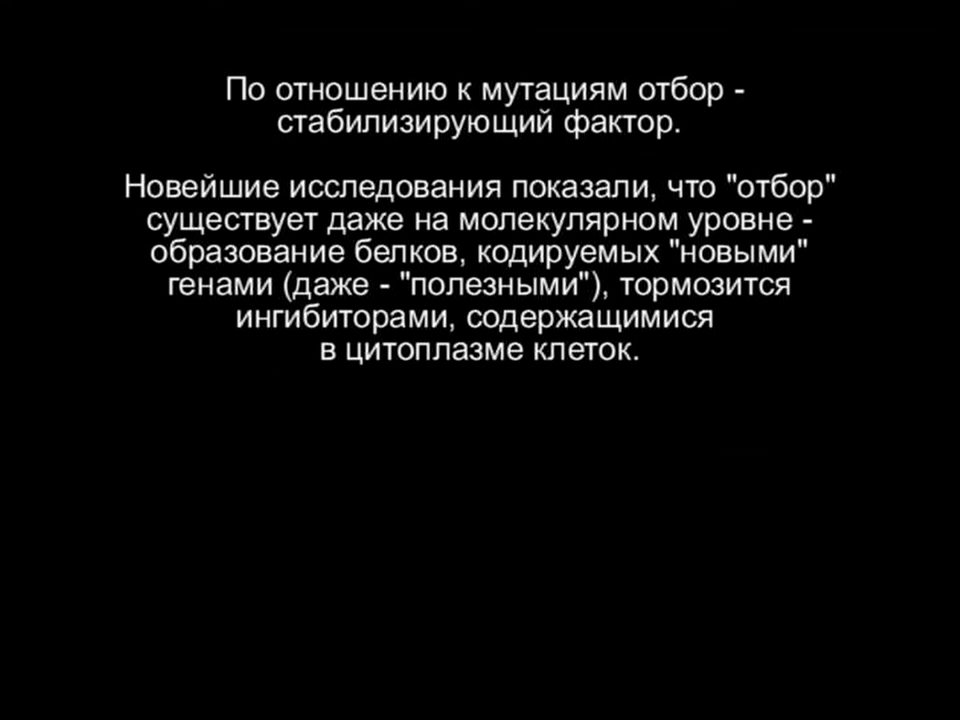 По отношению к мутациям отбор -
стабилизирующий фактор.
Новейшие исследования показали, что "отбор"
существует даже на молекулярном уровне -
образование белков, кодируемых "новыми"
генами (даже - "полезными"), тормозится
ингибиторами, содержащимися
в цитоплазме клеток.